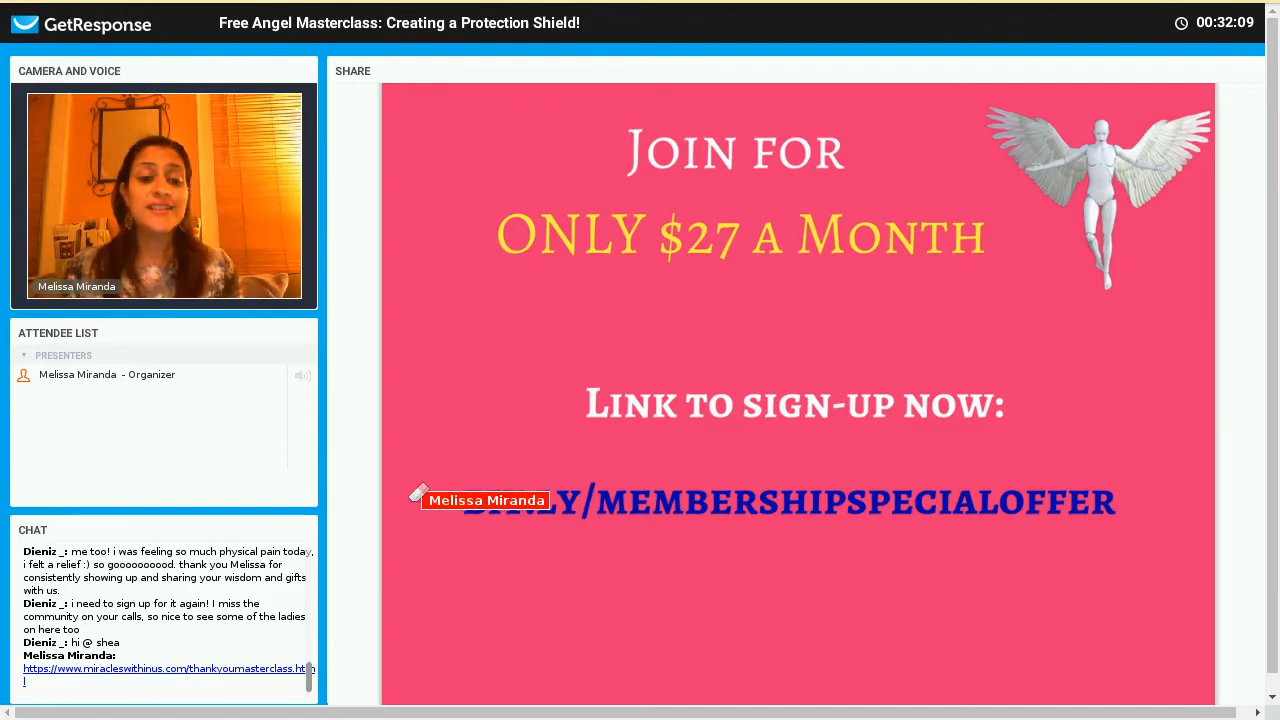 GetResponse
Free Angel Masterclass: Creating a Protection Shield!
00:32:09
CAMERA AND VOICE
Melissa Miranda
ATTENDEE LIST
PRESENTERS
Melissa Miranda - Organizer
CHAT
Dieniz _: me too! i was feeling so much physical pain today,
i felt a relief :) so goooooooood. thank you Melissa for
consistently showing up and sharing your wisdom and gifts
with us.
Dieniz _: i need to sign up for it again! I miss the
community on your calls, so nice to see some of the ladies
on here too
Dieniz _: hi @ shea
Melissa Miranda:
https://www.miracleswithinus.com/thankyoumasterclass.htm
l
SHARE
Join for
ONLY $27 a Month
Link to sign-up now:
Melissa Miranda
Y/membershipspecialoffer